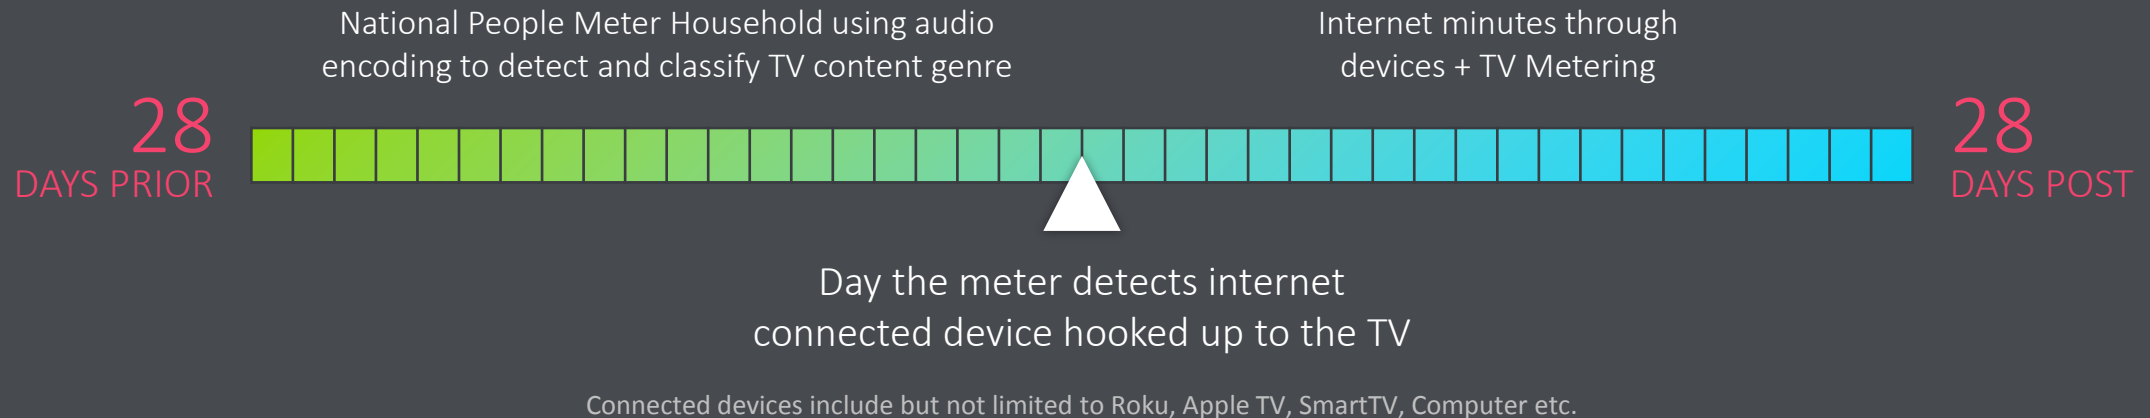 National People Meter Household using audio
encoding to detect and classify TV content genre
Internet minutes through
devices + TV Metering
28
DAYS PRIOR
28
DAYS POST
Day the meter detects internet
connected device hooked up to the TV
Connected devices include but not limited to Roku, Apple TV, SmartTV, Computer etc.